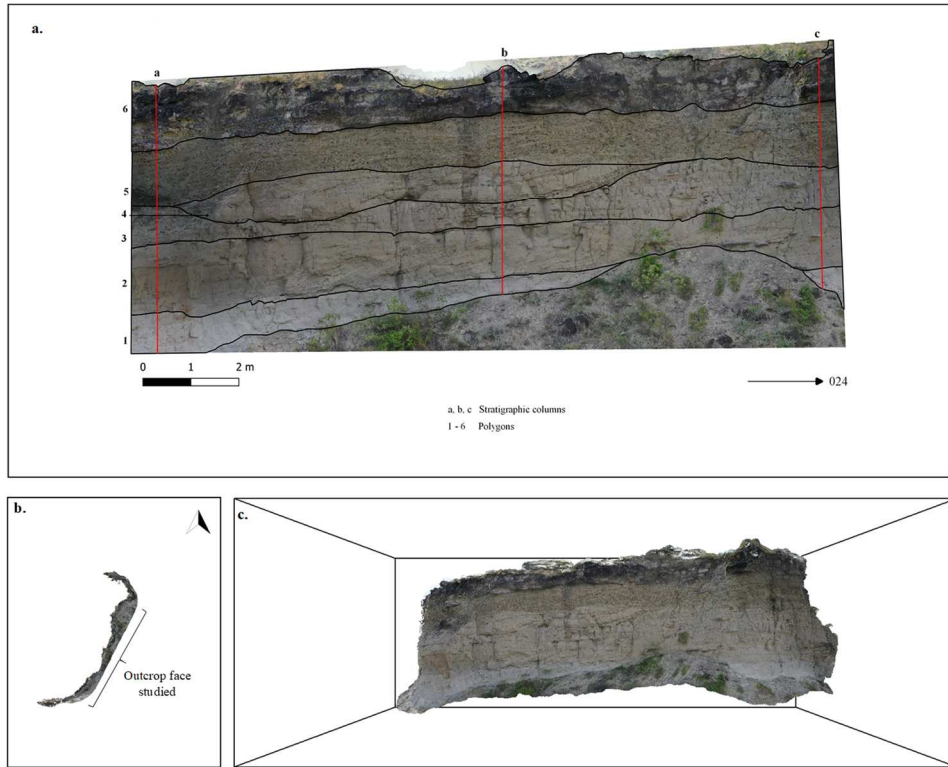 a.
a
b
c
6
5
4
3
2
1
0 1 2 m
024
a, b, c Stratigraphic columns
1 - 6 Polygons
b.
Outcrop face
studied
c.